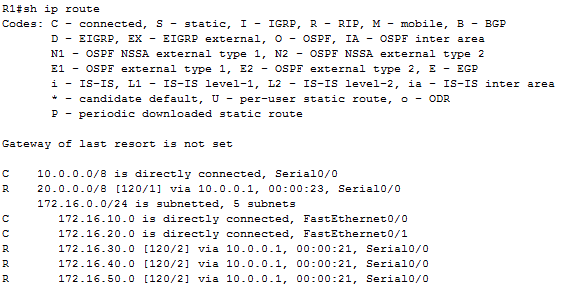 R1#sh ip route
Codes: C - connected, S - static, I - IGRP, R - RIP, M - mobile, B - BGP
D - EIGRP, EX - EIGRP external, O - OSPF, IA - OSPF inter area
N1 - OSPF NSSA external type 1, N2 - OSPF NSSA external type 2
E1 - OSPF external type 1, E2 - OSPF external type 2, E - EGP
i - IS-IS, L1 - IS-IS level-1, L2 - IS-IS level-2, ia - IS-IS inter area
* - candidate default, U - per-user static route, o - ODR
P - periodic downloaded static route
Gateway of last resort is not set
C 10.0.0.0/8 is directly connected, Serial0/0
R 20.0.0.0/8 [120/1] via 10.0.0.1, 00:00:23, Serial0/0
172.16.0.0/24 is subnetted, 5 subnets
C 172.16.10.0 is directly connected, FastEthernet0/0
C 172.16.20.0 is directly connected, FastEthernet0/1
R 172.16.30.0 [120/2] via 10.0.0.1, 00:00:21, Serial0/0
R 172.16.40.0 [120/2] via 10.0.0.1, 00:00:21, Serial0/0
R 172.16.50.0 [120/2] via 10.0.0.1, 00:00:21, Serial0/0